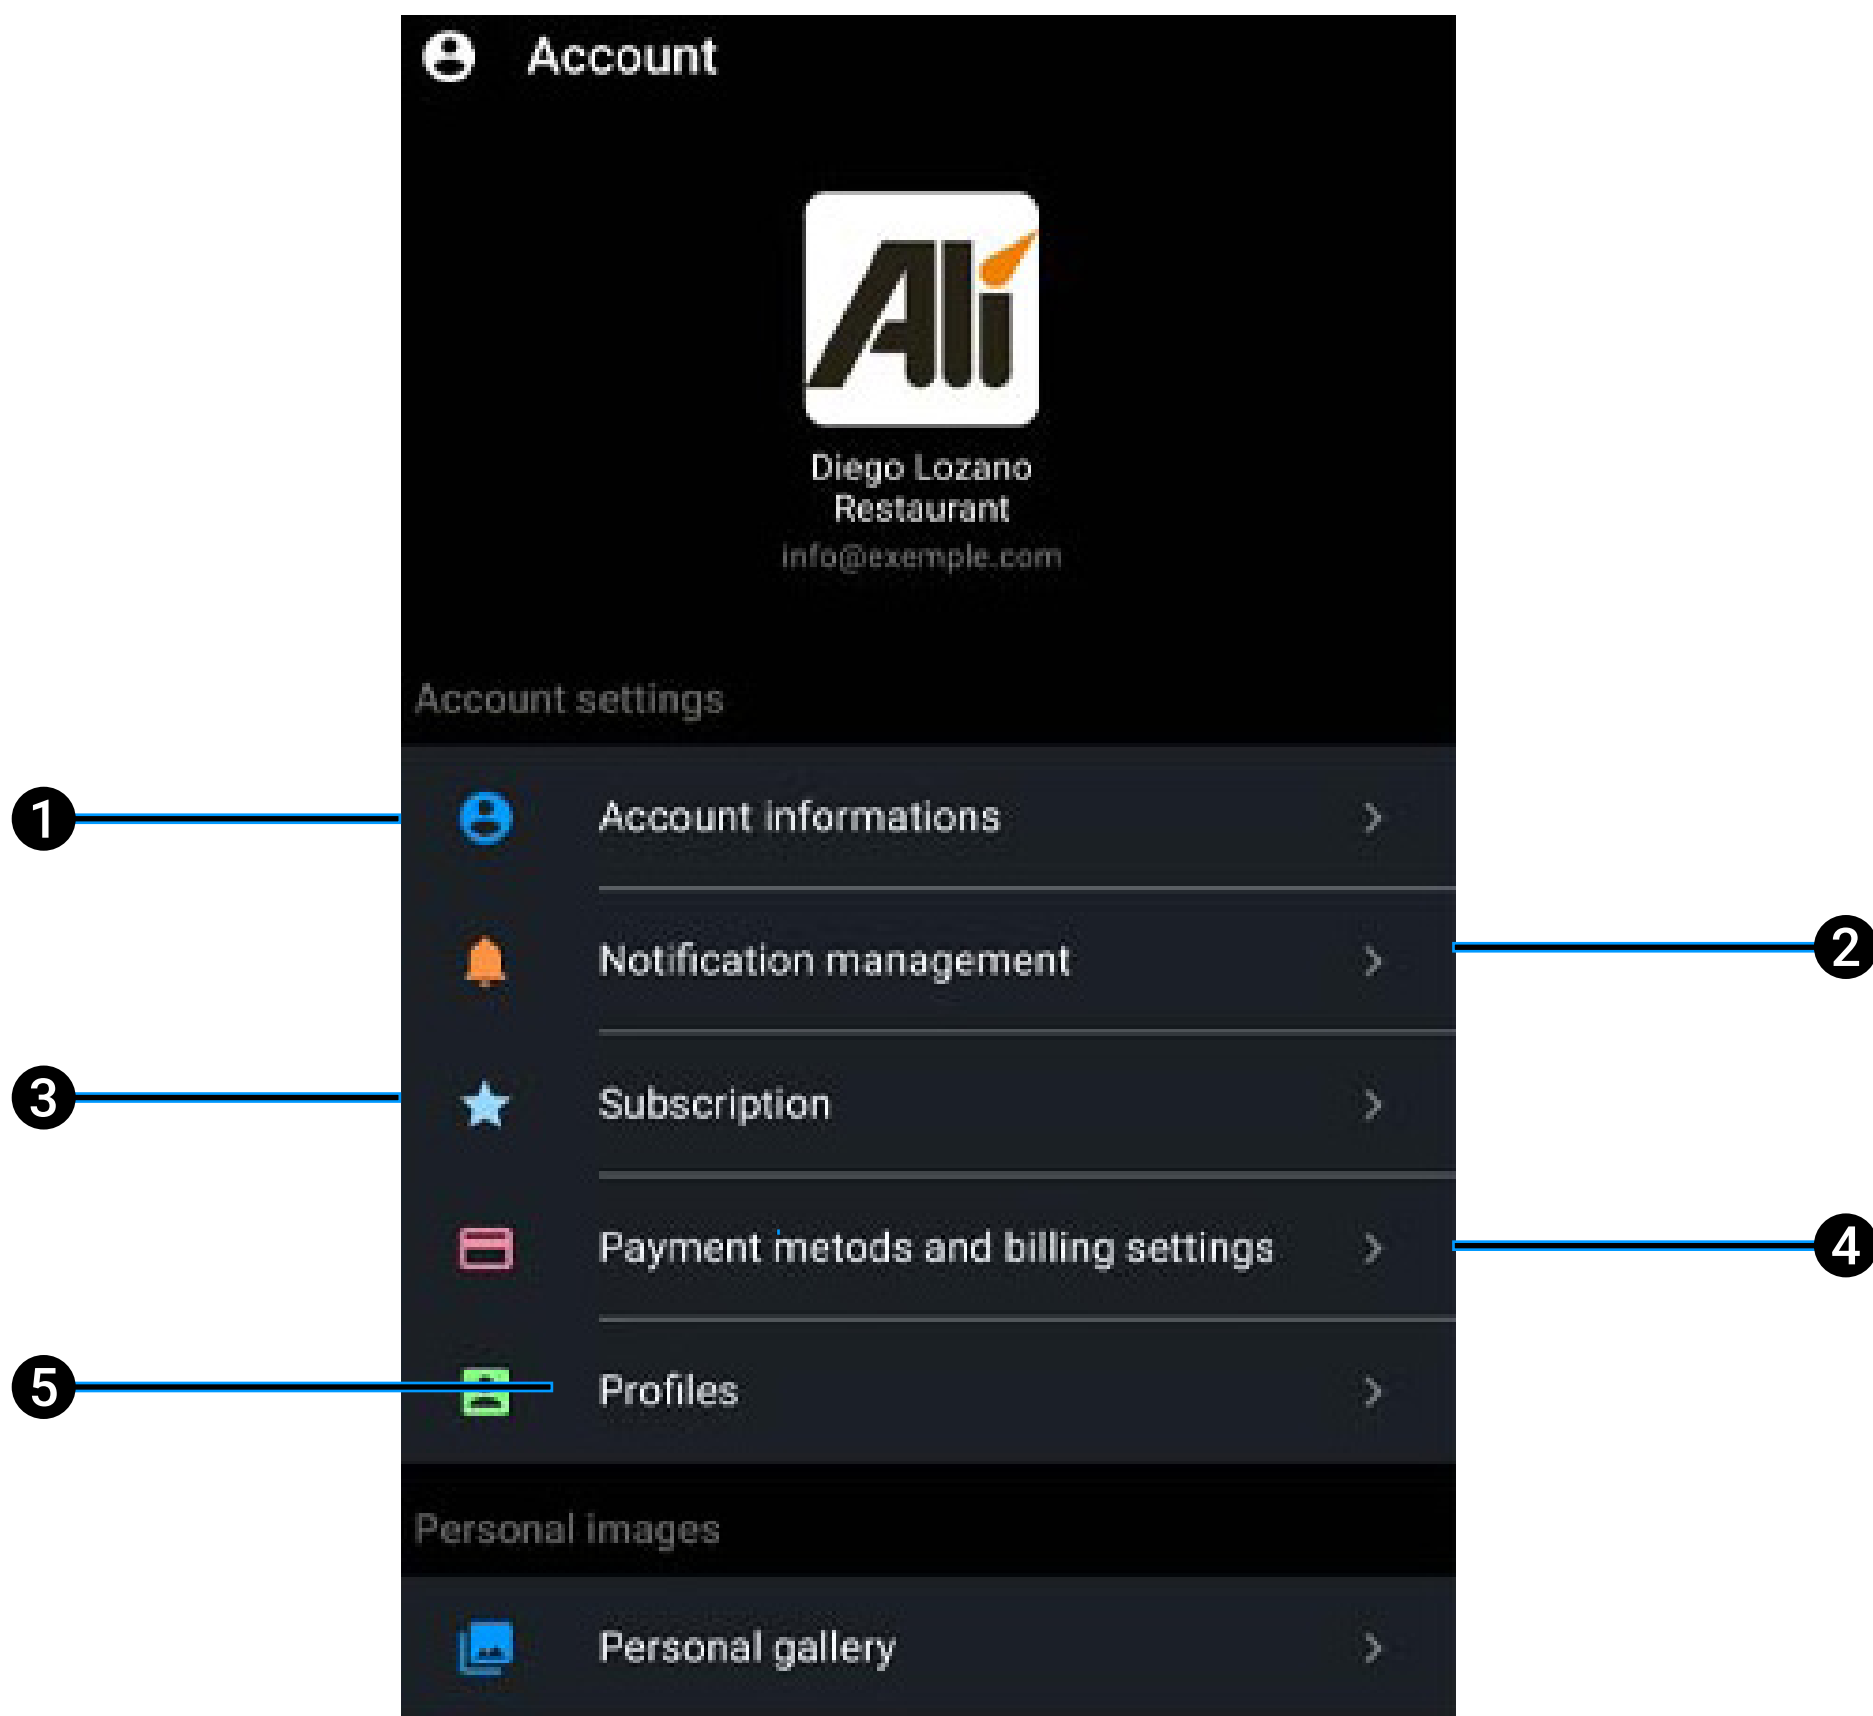 Account
Ali
Diego Lozano
Restaurant
info@exemple.com
Account settings
1
Account informations
Notification management
2
3
Subscription
Payment metods and billing settings
4
5
Profiles
Personal images
Personal gallery